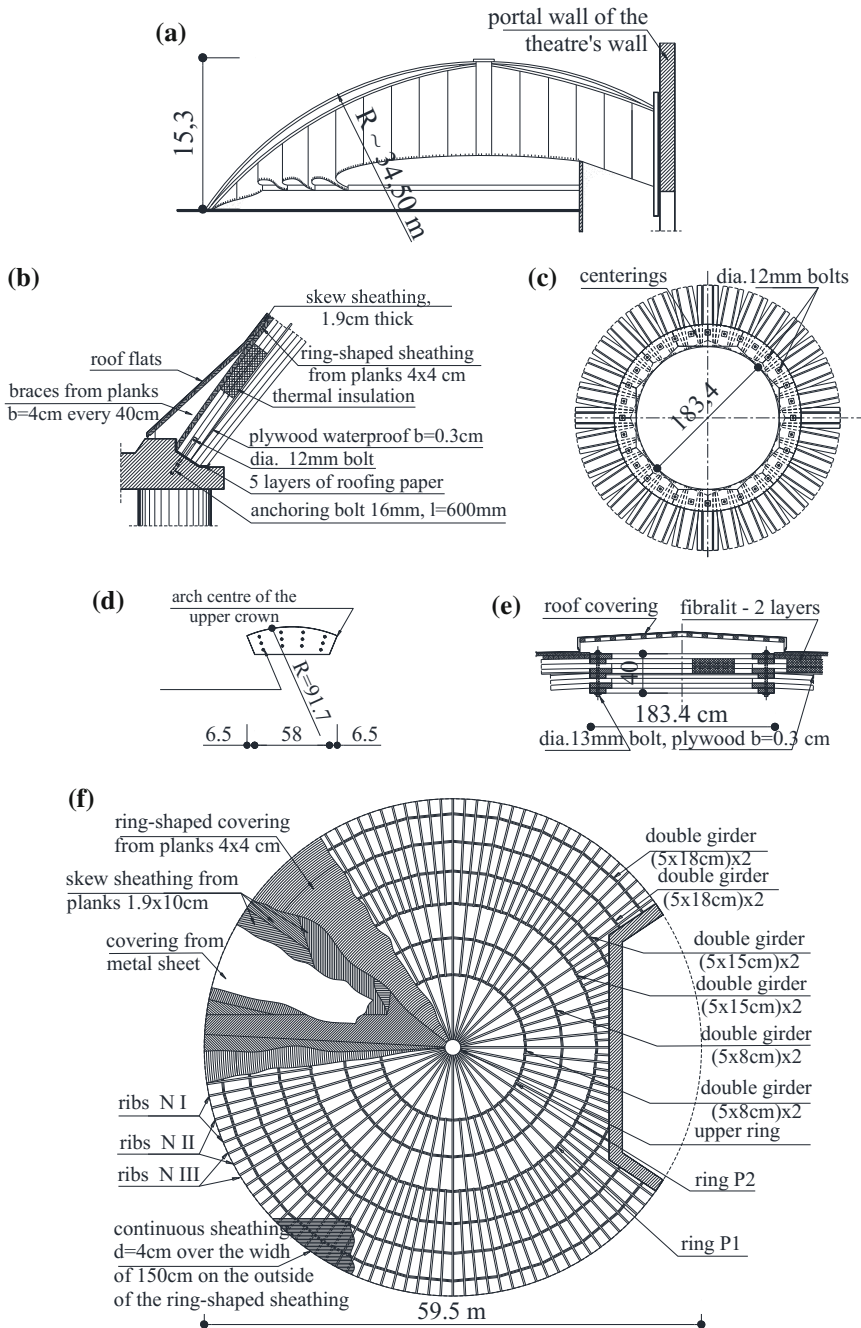 (a)
portal wall of the
theatre's wall
15,3
R ~ 34,50 m
(b)
skew sheathing,
1.9cm thick
roof flats
ring-shaped sheathing
from planks 4x4 cm
braces from planks
b=4cm every 40cm
thermal insulation
plywood waterproof b=0.3cm
dia. 12mm bolt
5 layers of roofing paper
anchoring bolt 16mm, l=600mm
(c)
centerings
dia.12mm bolts
183,4
(d)
arch centre of the
upper crown
R=91.7
6.5
58
6.5
(e)
roof covering
fibralit - 2 layers
40
183.4 cm
dia.13mm bolt, plywood b=0.3 cm
(f)
ring-shaped covering
from planks 4x4 cm
skew sheathing from
planks 1.9x10cm
covering from
metal sheet
ribs N I
ribs N II
ribs N III
continuous sheathing
d=4cm over the widh
of 150cm on the outside
of the ring-shaped sheathing
double girder
(5x18cm)x2
double girder
(5x18cm)x2
double girder
(5x15cm)x2
double girder
(5x15cm)x2
double girder
(5x8cm)x2
double girder
(5x8cm)x2
upper ring
ring P2
ring P1
59.5 m